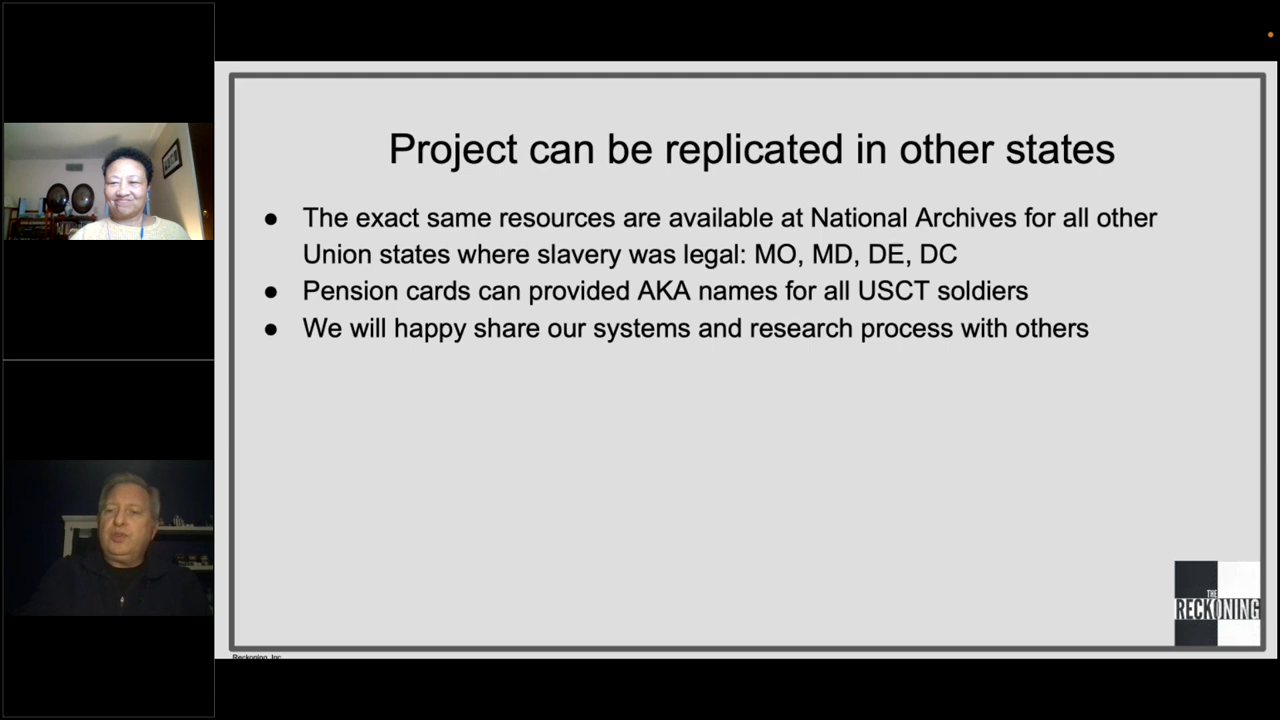 Project can be replicated in other states
● The exact same resources are available at National Archives for all other
Union states where slavery was legal: MO, MD, DE, DC
● Pension cards can provided AKA names for all USCT soldiers
● We will happy share our systems and research process with others
THE
RECKONING
Reckoning, Inc.